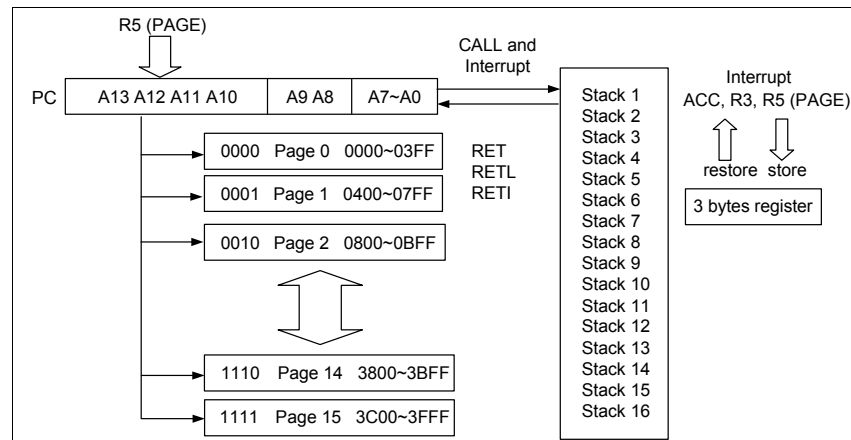 R5 (PAGE)
CALL and
Interrupt
PC A13 A12 A11 A10 A9 A8 A7~A0
0000 Page 0 0000~03FF
0001 Page 1 0400~07FF
0010 Page 2 0800~0BFF
1110 Page 14 3800~3BFF
1111 Page 15 3C00~3FFF
RET
RETL
RETI
Stack 1
Stack 2
Stack 3
Stack 4
Stack 5
Stack 6
Stack 7
Stack 8
Stack 9
Stack 10
Stack 11
Stack 12
Stack 13
Stack 14
Stack 15
Stack 16
Interrupt
ACC, R3, R5 (PAGE)
restore store
3 bytes register